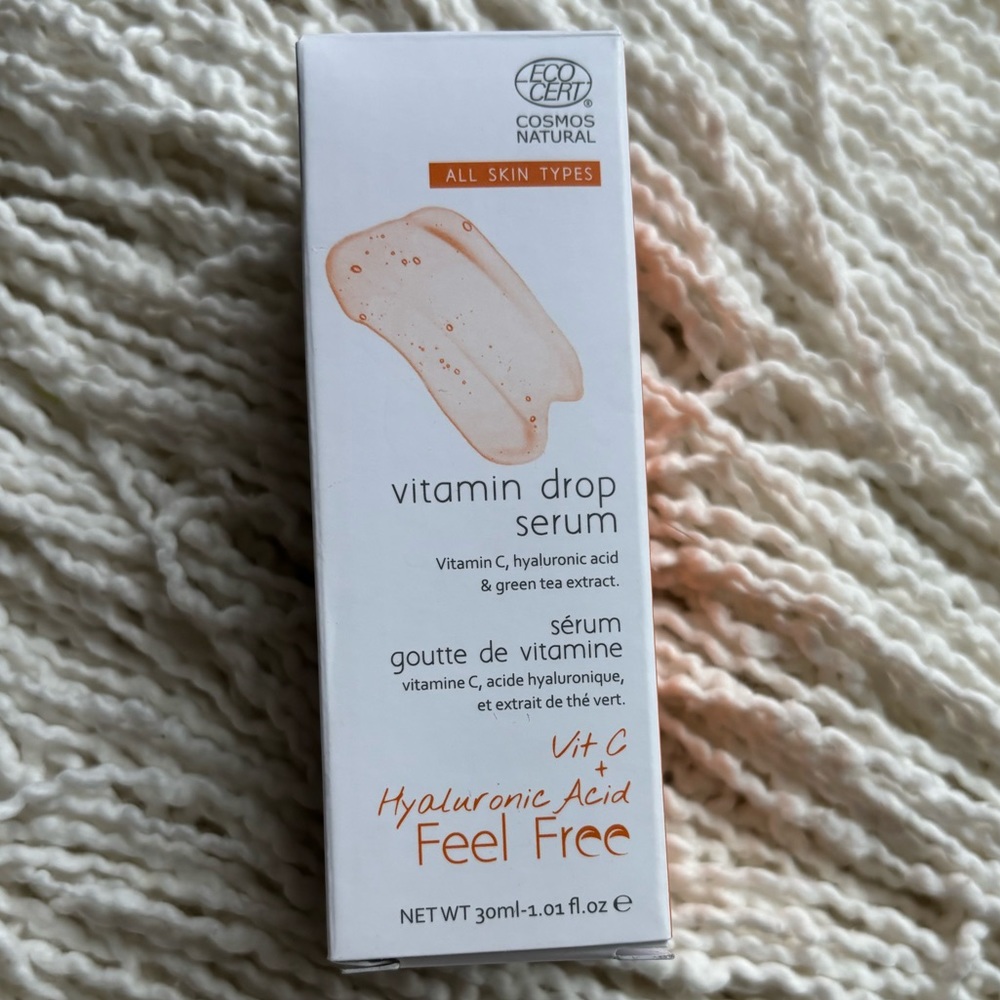 ECO
CERT
®
COSMOS
NATURAL
ALL SKIN TYPES
vitamin drop
serum
Vitamin C, hyaluronic acid
& green tea extract.
sérum
goutte de vitamine
vitamine C, acide hyaluronique,
et extrait de thé vert.
Vit C
+
Hyaluronic Acid
Feel Free
NET WT 30ml-1.01 fl.oz ℮